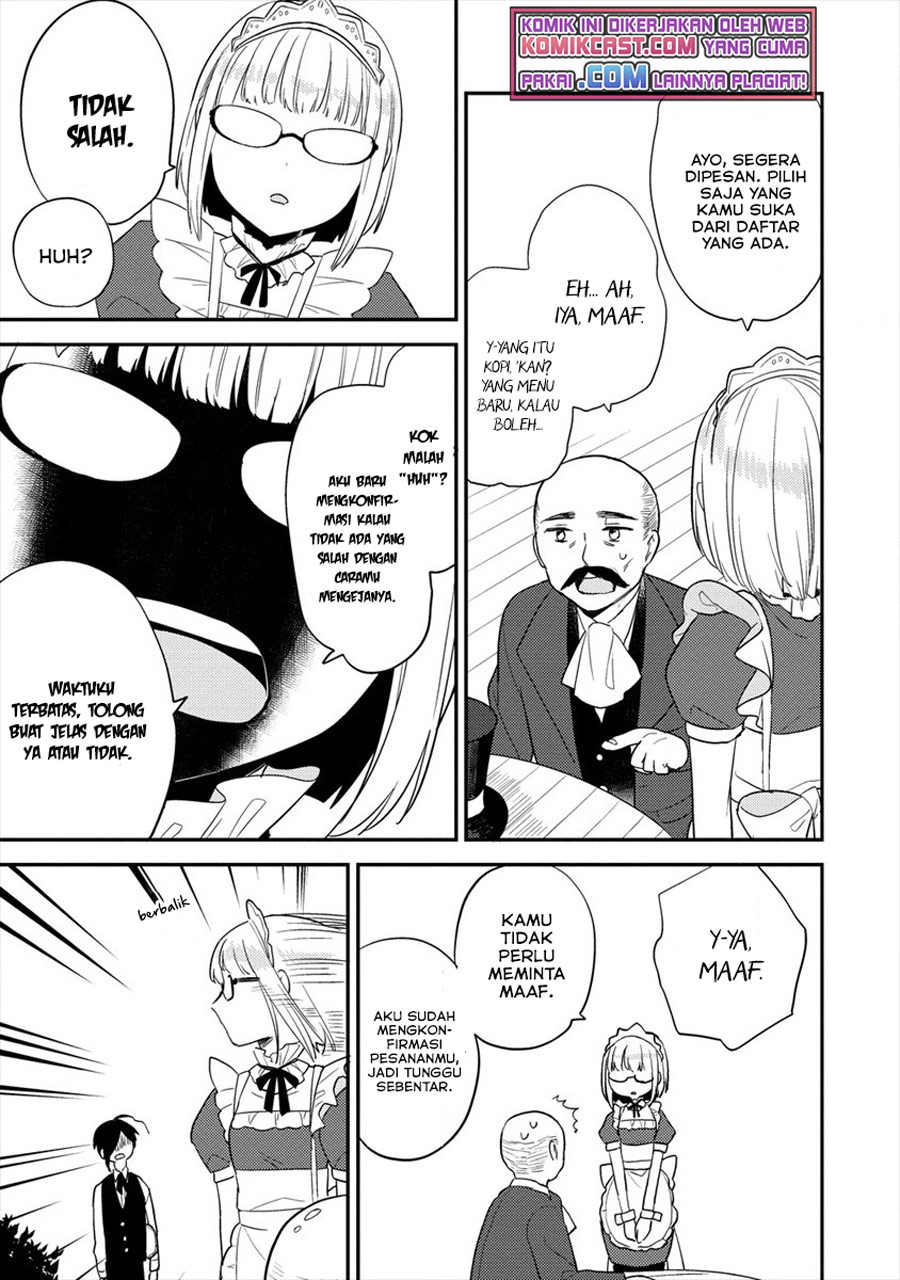 KOMIK INI DIKERJAKAN OLEH WEB
KOMIKCAST.COM YANG CUMA
PAKAI .COM LAINNYA PLAGIAT!
AYO, SEGERA
DIPESAN. PILIH
SAJA YANG
KAMU SUKA
DARI DAFTAR
YANG ADA.
EH... AH,
IYA, MAAF.
Y-YANG ITU
KOPI, 'KAN?
YANG MENU
BARU, KALAU
BOLEH...
TIDAK
SALAH.
HUH?
KOK
MALAH
"HUH"?
AKU BARU
MENGKONFIR-
MASI KALAU
TIDAK ADA YANG
SALAH DENGAN
CARAMU
MENGEJANYA.
WAKTUKU
TERBATAS, TOLONG
BUAT JELAS DENGAN
YA ATAU TIDAK.
Y-YA,
MAAF.
KAMU
TIDAK
PERLU
MEMINTA
MAAF.
AKU SUDAH
MENGKON-
FIRMASI
PESANANMU,
JADI TUNGGU
SEBENTAR.
berbalik